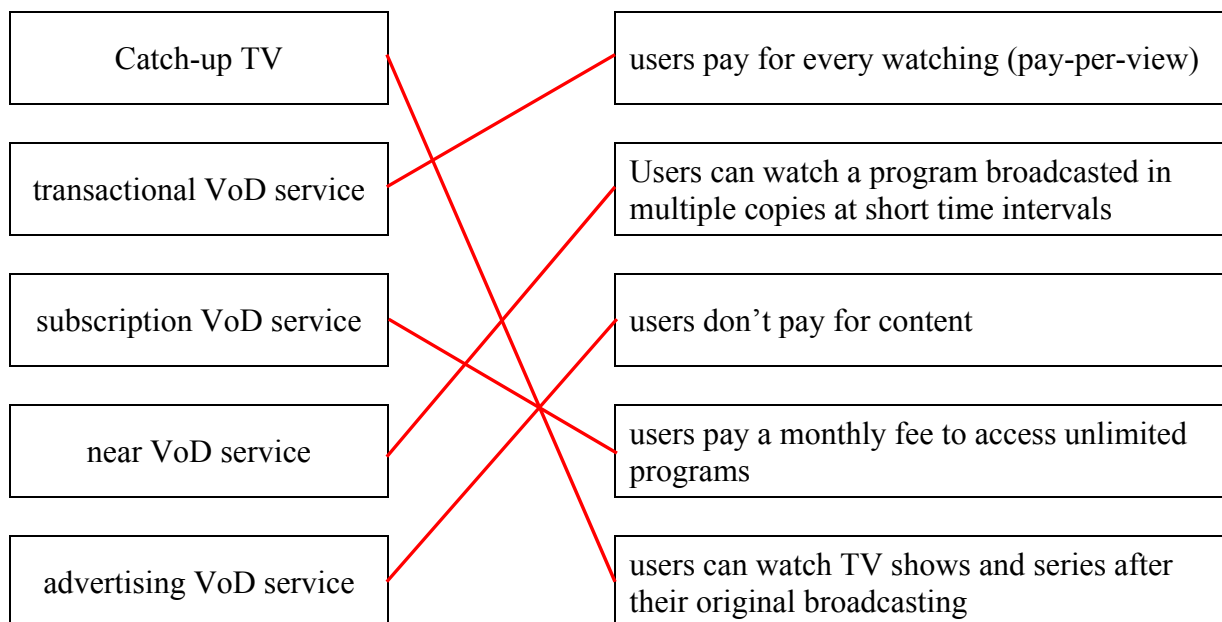 Catch-up TV
users pay for every watching (pay-per-view)
transactional VoD service
Users can watch a program broadcasted in
multiple copies at short time intervals
subscription VoD service
users don’t pay for content
near VoD service
users pay a monthly fee to access unlimited
programs
advertising VoD service
users can watch TV shows and series after
their original broadcasting